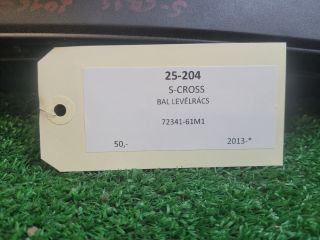 25-204
S-CROSS
BAL LEVÉLRÁCS
72341-61M1
50,- 2013-*